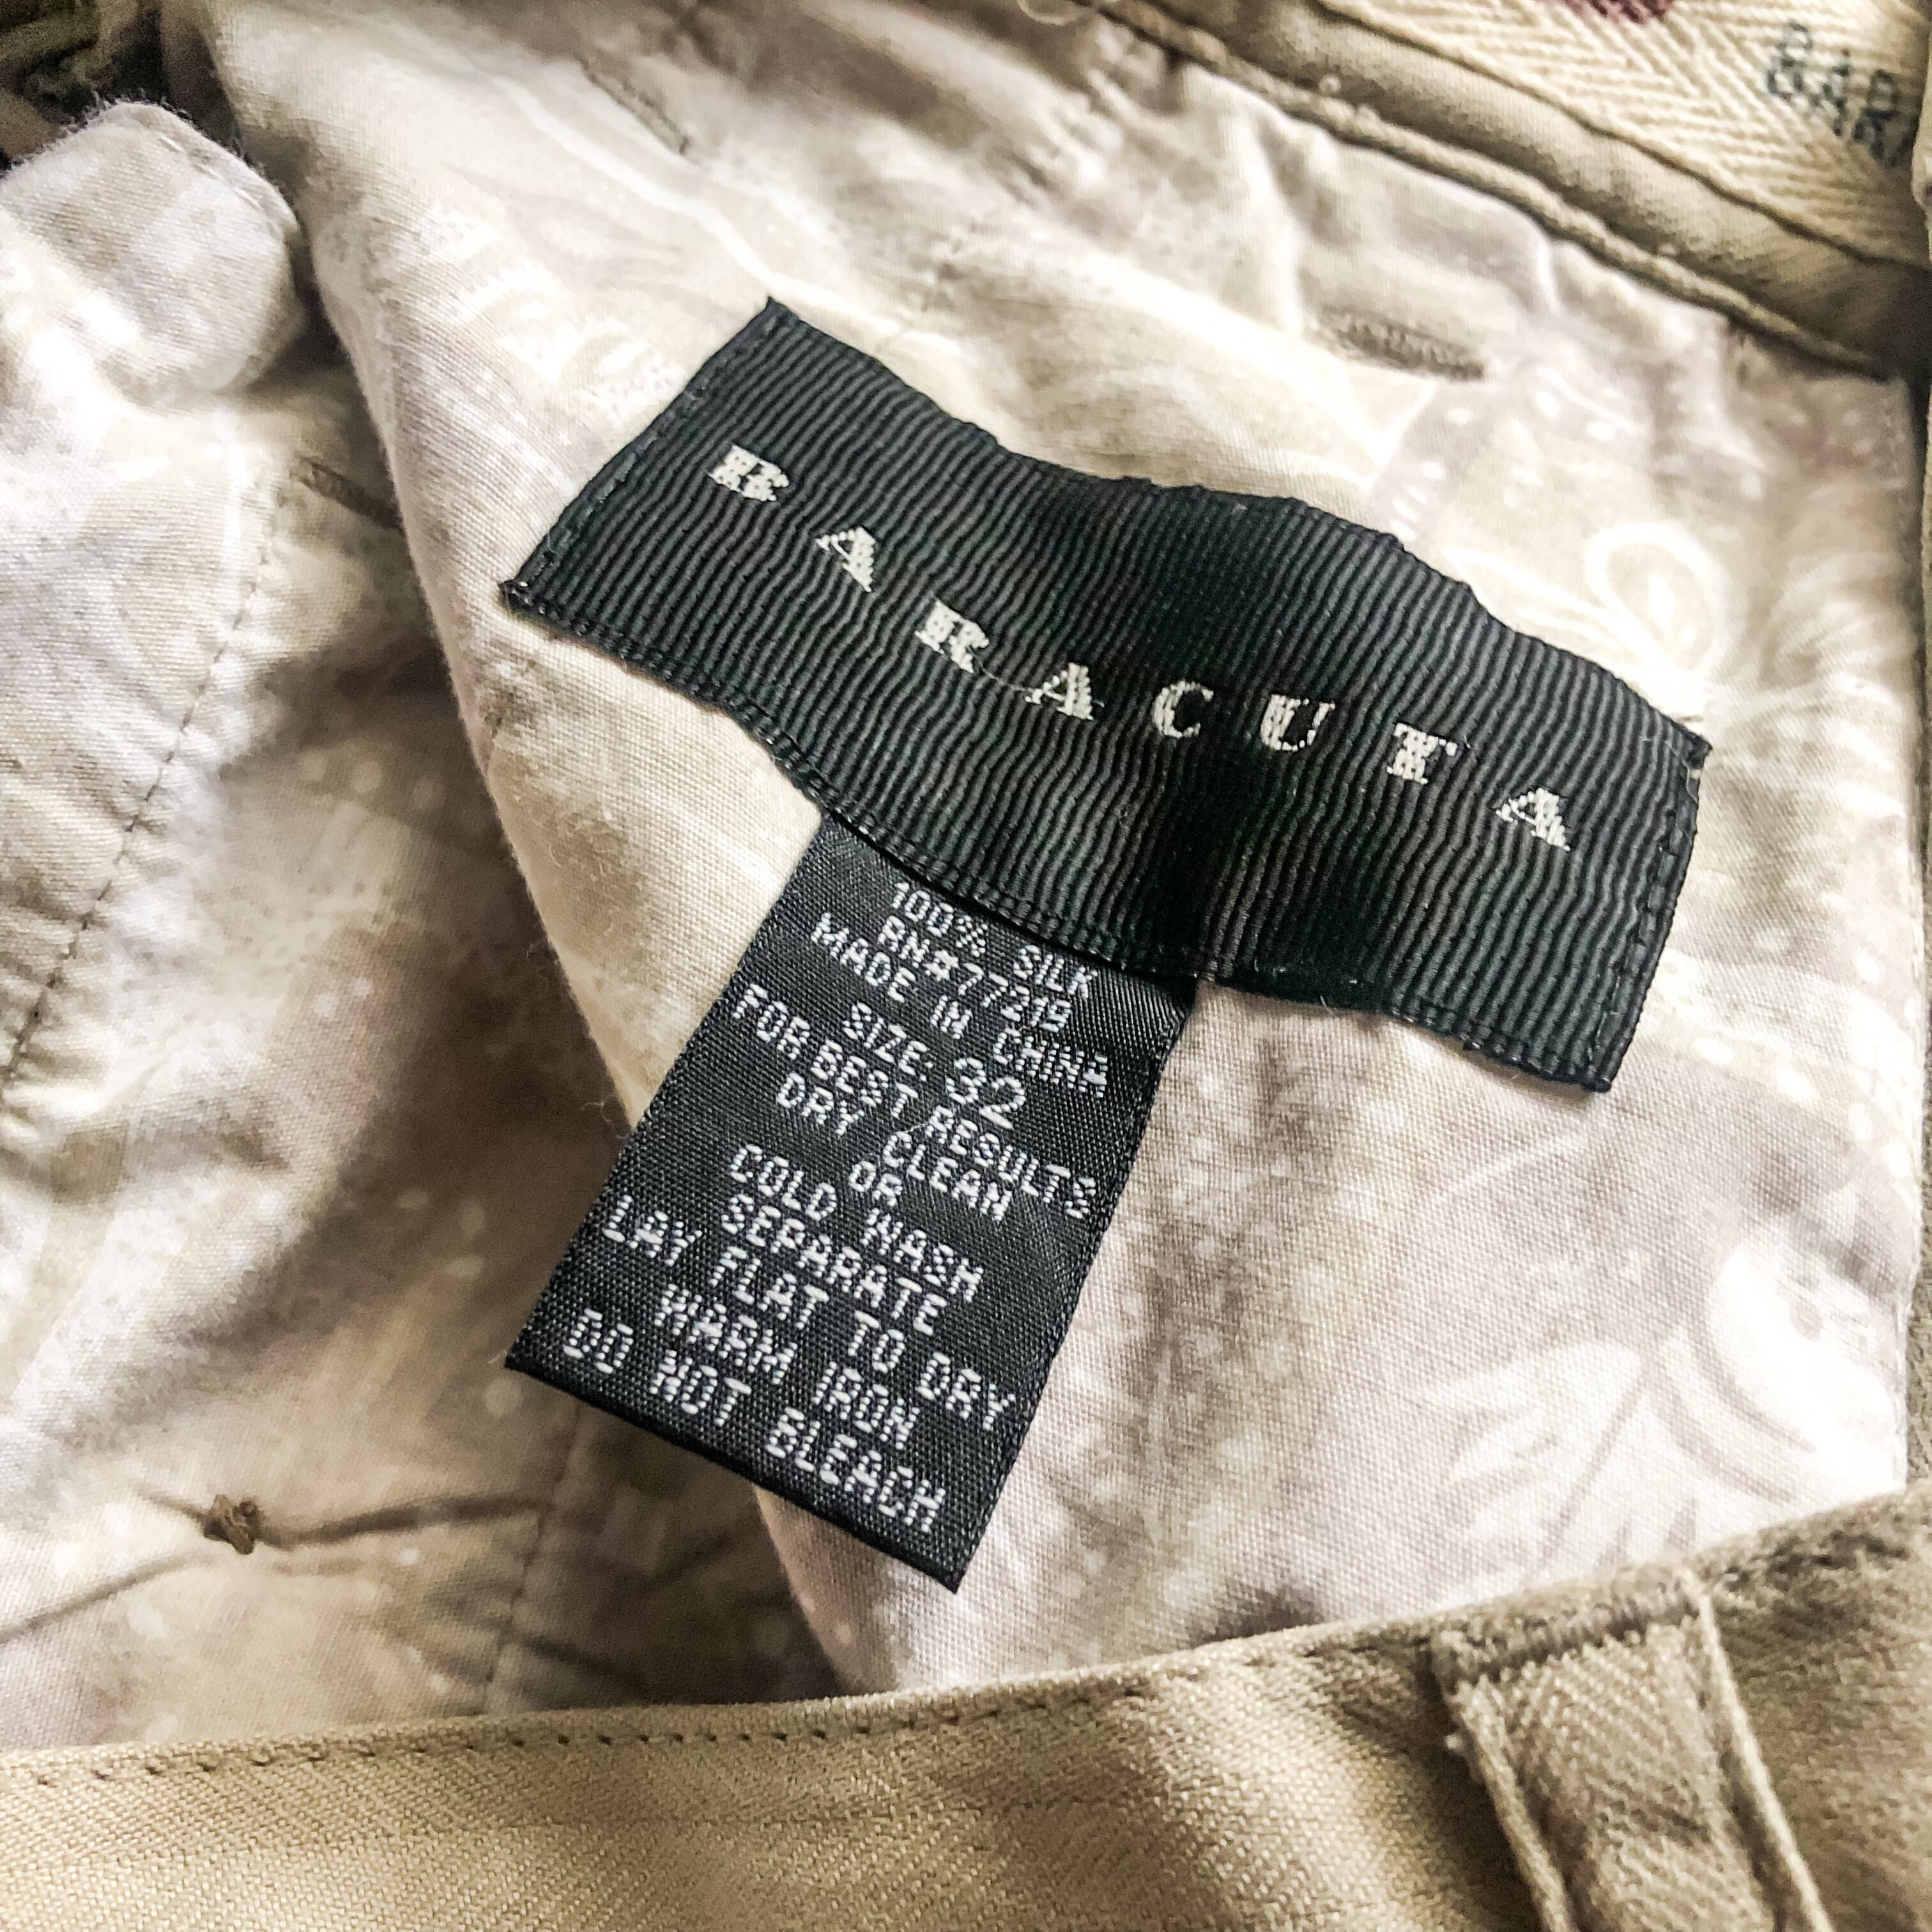 BARACUTA
100% SILK
RN#77219
MADE IN CHINA
SIZE 32
FOR BEST RESULTS
DRY CLEAN
OR
COLD WASH
SEPARATE
LAY FLAT TO DRY
WARM IRON
DO NOT BLEACH